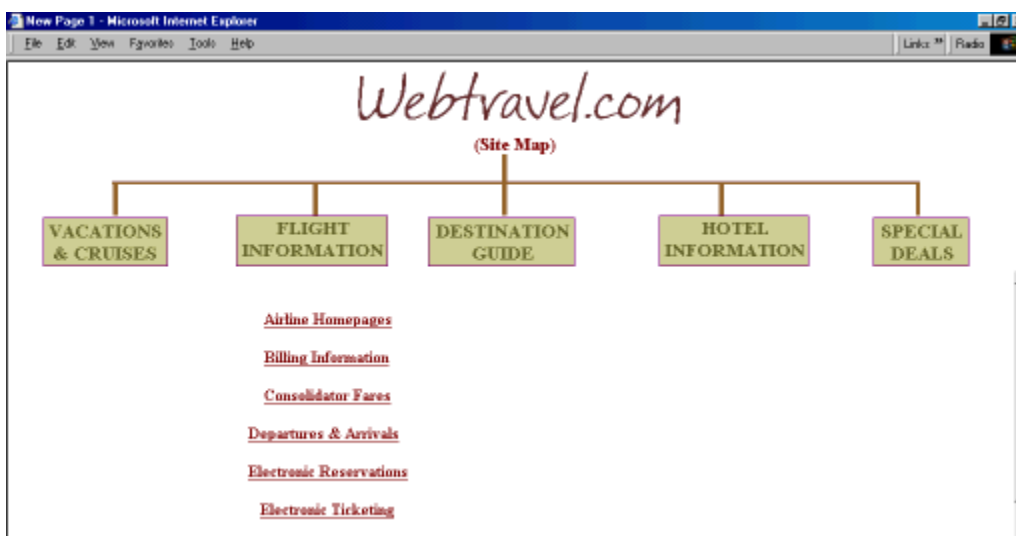 New Page 1 - Microsoft Internet Explorer
File Edit View Favorites Tools Help
Links » Radio
Webtravel.com
(Site Map)
VACATIONS
& CRUISES
FLIGHT
INFORMATION
DESTINATION
GUIDE
HOTEL
INFORMATION
SPECIAL
DEALS
Airline Homepages
Billing Information
Consolidator Fares
Departures & Arrivals
Electronic Reservations
Electronic Ticketing